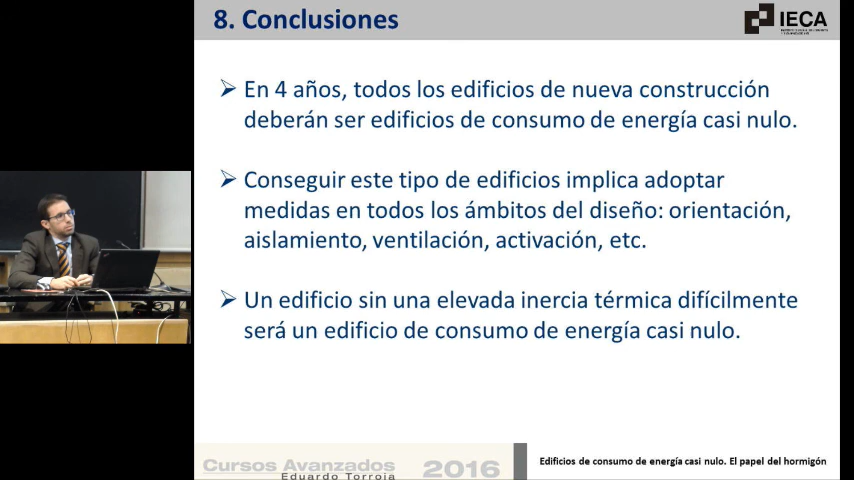 8. Conclusiones
IECA
En 4 años, todos los edificios de nueva construcción
deberán ser edificios de consumo de energía casi nulo.
Conseguir este tipo de edificios implica adoptar
medidas en todos los ámbitos del diseño: orientación,
aislamiento, ventilación, activación, etc.
Un edificio sin una elevada inercia térmica difícilmente
será un edificio de consumo de energía casi nulo.
Cursos Avanzados 2016
Eduardo Torroja
Edificios de consumo de energía casi nulo. El papel del hormigón